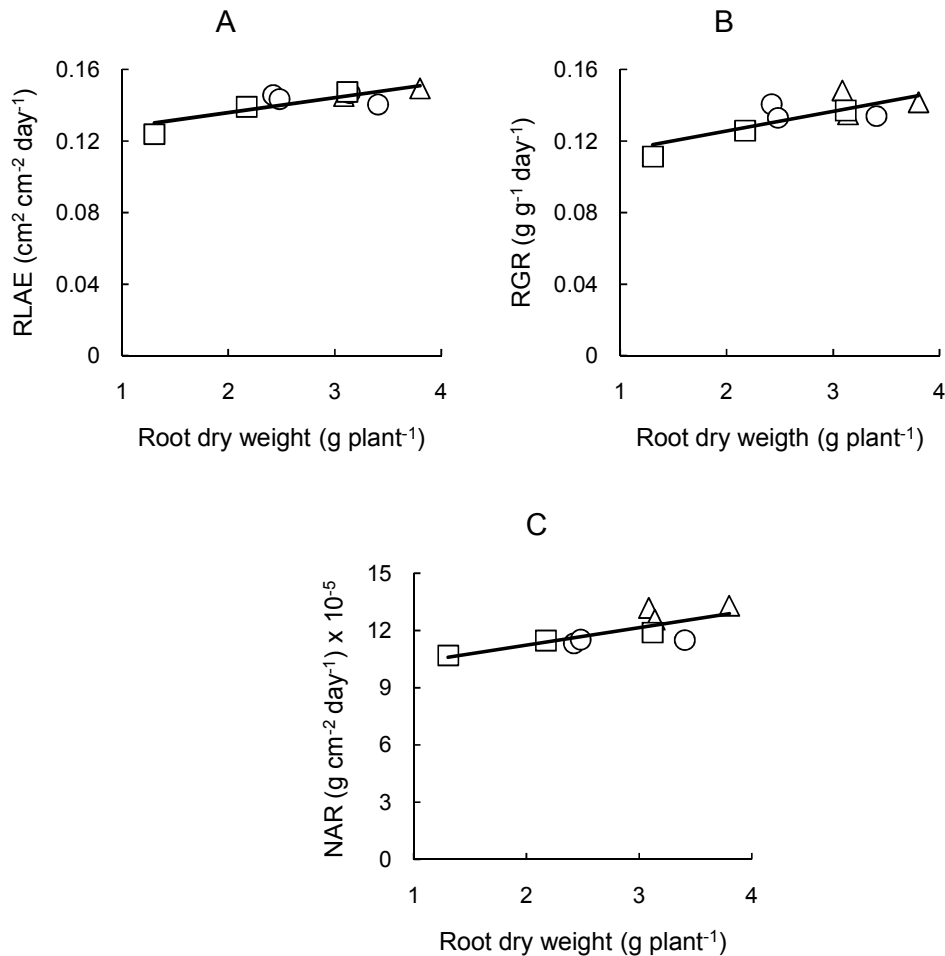 A
RLAE (cm² cm⁻² day⁻¹)
0.16
0.12
0.08
0.04
0
1 2 3 4
Root dry weight (g plant⁻¹)
B
RGR (g g⁻¹ day⁻¹)
0.16
0.12
0.08
0.04
0
1 2 3 4
Root dry weigth (g plant⁻¹)
C
NAR (g cm⁻² day⁻¹) x 10⁻⁵
15
12
9
6
3
0
1 2 3 4
Root dry weight (g plant⁻¹)